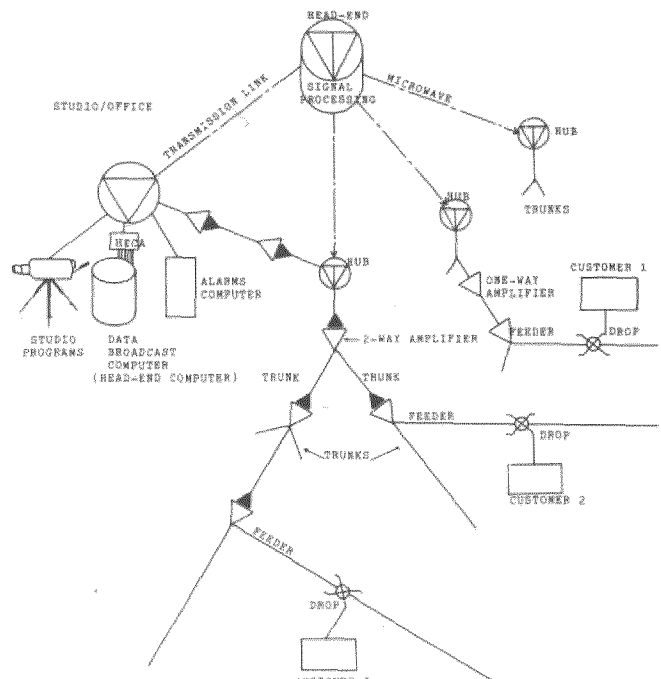 HEAD-END
SIGNAL
PROCESSING
MICROWAVE
TRANSMISSION LINK
STUDIO/OFFICE
HUB
TRUNKS
HUB
HECA
ALARMS
COMPUTER
HUB
ONE-WAY
AMPLIFIER
CUSTOMER 1
STUDIO
PROGRAMS
DATA
BROADCAST
COMPUTER
(HEAD-END COMPUTER)
2-WAY AMPLIFIER
FEEDER
DROP
TRUNK
TRUNK
FEEDER
DROP
TRUNKS
CUSTOMER 2
FEEDER
DROP